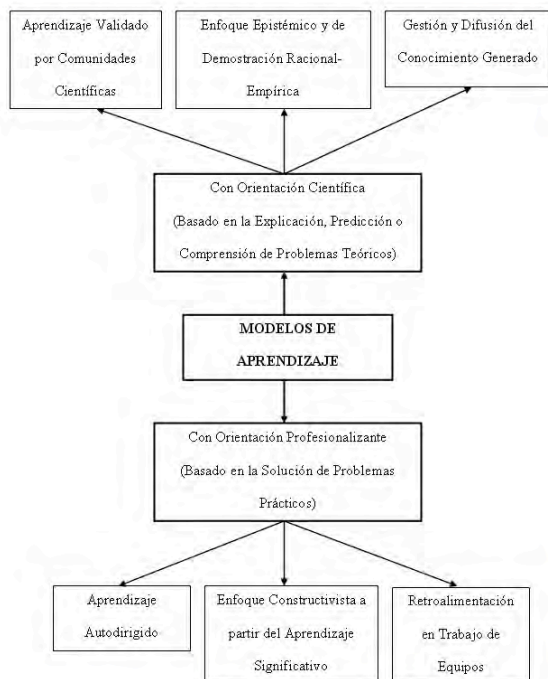 Aprendizaje Validado
por Comunidades
Científicas
Enfoque Epistémico y de
Demostración Racional-
Empírica
Gestión y Difusión del
Conocimiento Generado
Con Orientación Científica
(Basado en la Explicación, Predicción o
Comprensión de Problemas Teóricos)
MODELOS DE
APRENDIZAJE
Con Orientación Profesionalizante
(Basado en la Solución de Problemas
Prácticos)
Aprendizaje
Autodirigido
Enfoque Constructivista a
partir del Aprendizaje
Significativo
Retroalimentación
en Trabajo de
Equipos